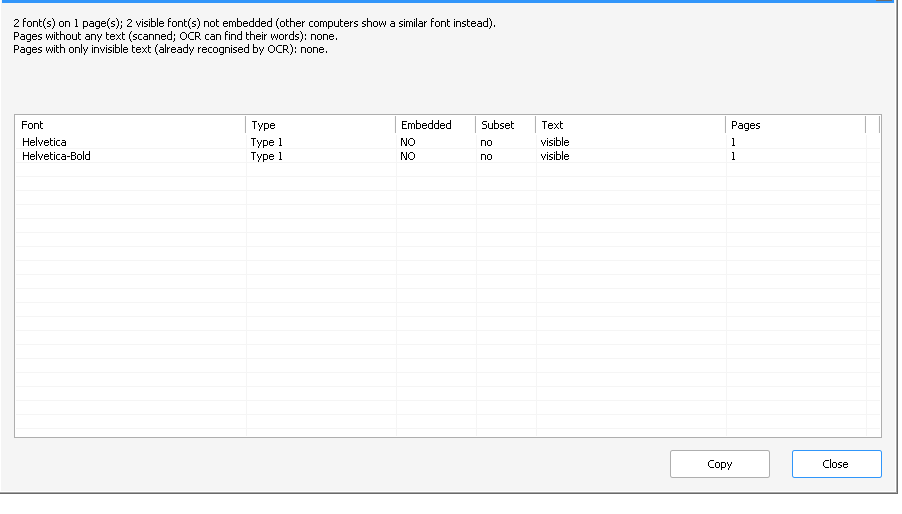 2 font(s) on 1 page(s); 2 visible font(s) not embedded (other computers show a similar font instead).
Pages without any text (scanned; OCR can find their words): none.
Pages with only invisible text (already recognised by OCR): none.
Font Type Embedded Subset Text Pages
Helvetica Type 1 NO no visible 1
Helvetica-Bold Type 1 NO no visible 1
Copy Close